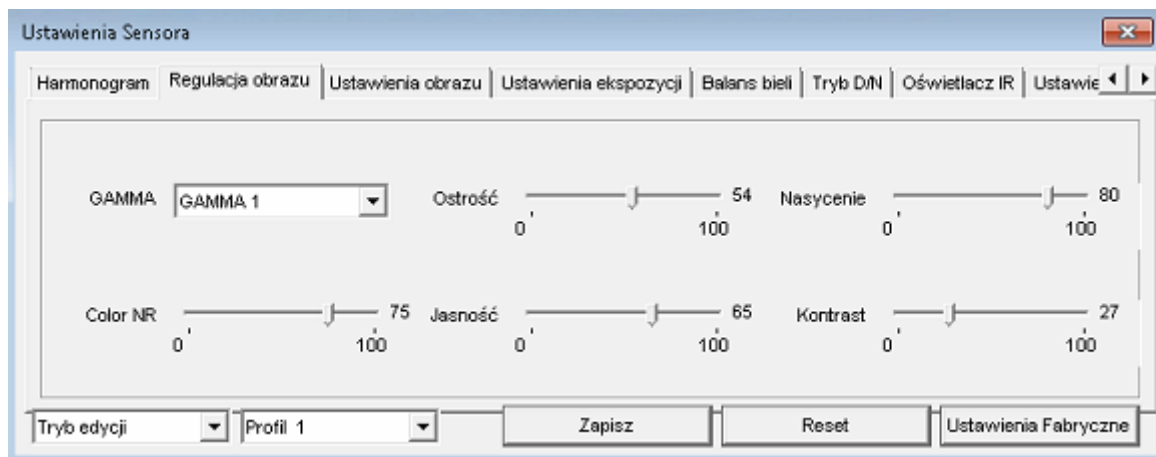 Ustawienia Sensora
Harmonogram Regulacja obrazu Ustawienia obrazu Ustawienia ekspozycji Balans bieli Tryb D/N Oświetlacz IR Ustawie
GAMMA GAMMA 1 Ostrość 54 Nasycenie 80
0 100 0 100
Color NR 75 Jasność 65 Kontrast 27
0 100 0 100 0 100
Tryb edycji Profil 1 Zapisz Reset Ustawienia Fabryczne